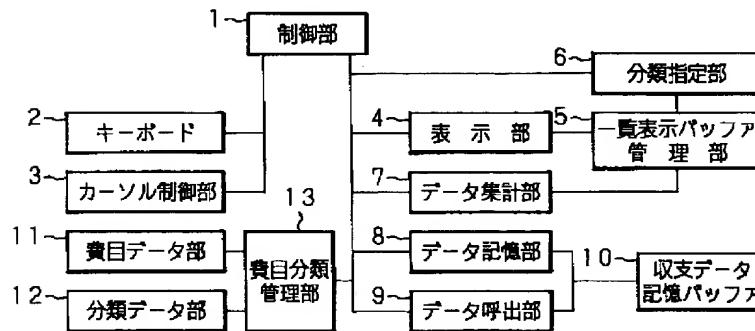 1
制御部
6
分類指定部
2
キーボード
4
表示部
5
一覧表示バッファ
管理部
3
カーソル制御部
7
データ集計部
13
11
費目データ部
費目分類
管理部
8
データ記憶部
10
収支データ
記憶バッファ
12
分類データ部
9
データ呼出部